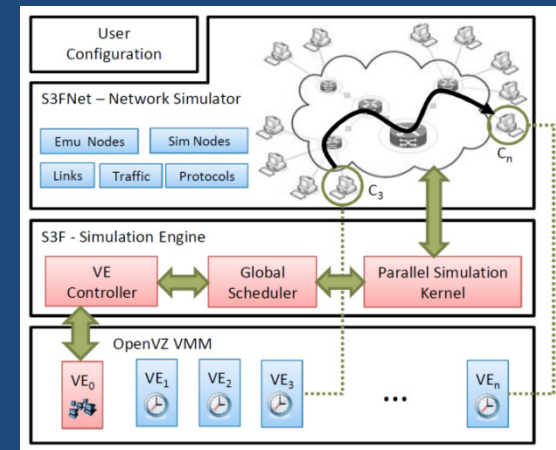 User
Configuration
S3FNet – Network Simulator
Emu Nodes
Sim Nodes
Links
Traffic
Protocols
C3
Cn
S3F - Simulation Engine
VE
Controller
Global
Scheduler
Parallel Simulation
Kernel
OpenVZ VMM
VE0
VE1
VE2
VE3
...
VEn